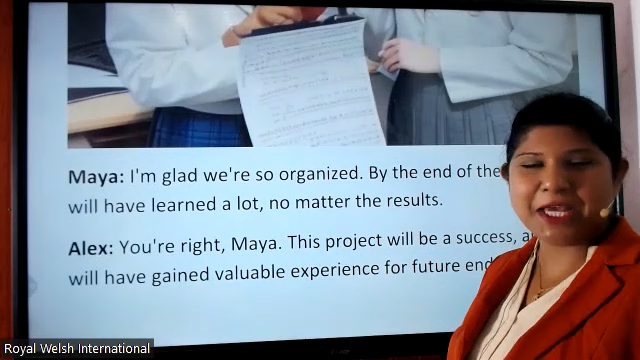 Maya: I'm glad we're so organized. By the end of the
will have learned a lot, no matter the results.
Alex: You're right, Maya. This project will be a success,
will have gained valuable experience for future
Royal Welsh International